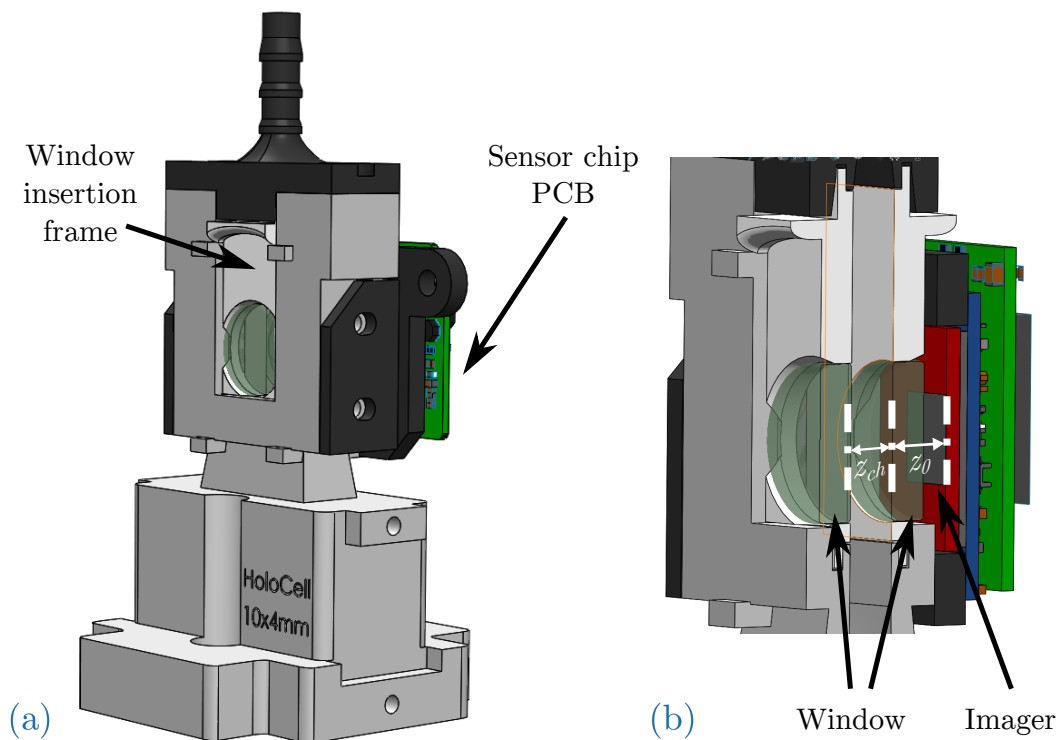 Window
insertion
frame
Sensor chip
PCB
HoloCell
10x4mm
(a)
z_ch
z_0
(b)
Window
Imager